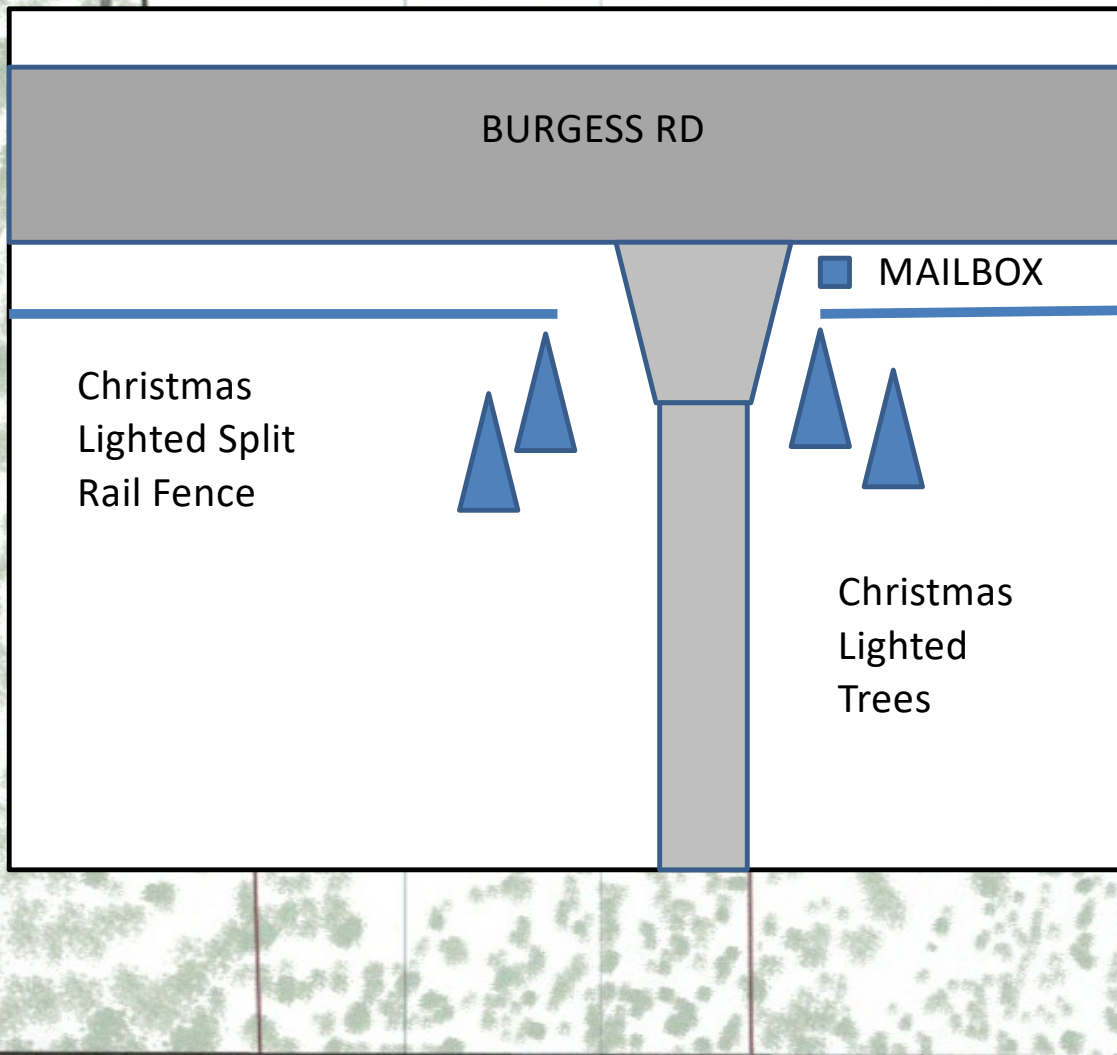 BURGESS RD
MAILBOX
Christmas
Lighted Split
Rail Fence
Christmas
Lighted
Trees